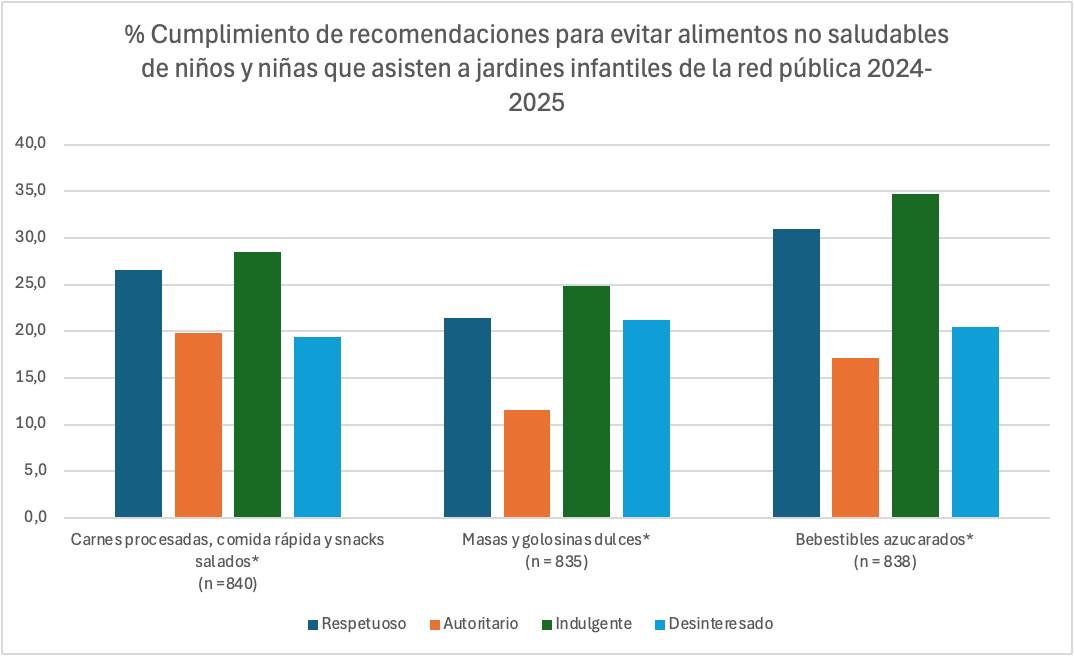 % Cumplimiento de recomendaciones para evitar alimentos no saludables
de niños y niñas que asisten a jardines infantiles de la red pública 2024-
2025
40,0
35,0
30,0
25,0
20,0
15,0
10,0
5,0
0,0
Carnes procesadas, comida rápida y snacks
salados*
(n =840)
Masas y golosinas dulces*
(n = 835)
Bebestibles azucarados*
(n = 838)
Respetuoso
Autoritario
Indulgente
Desinteresado